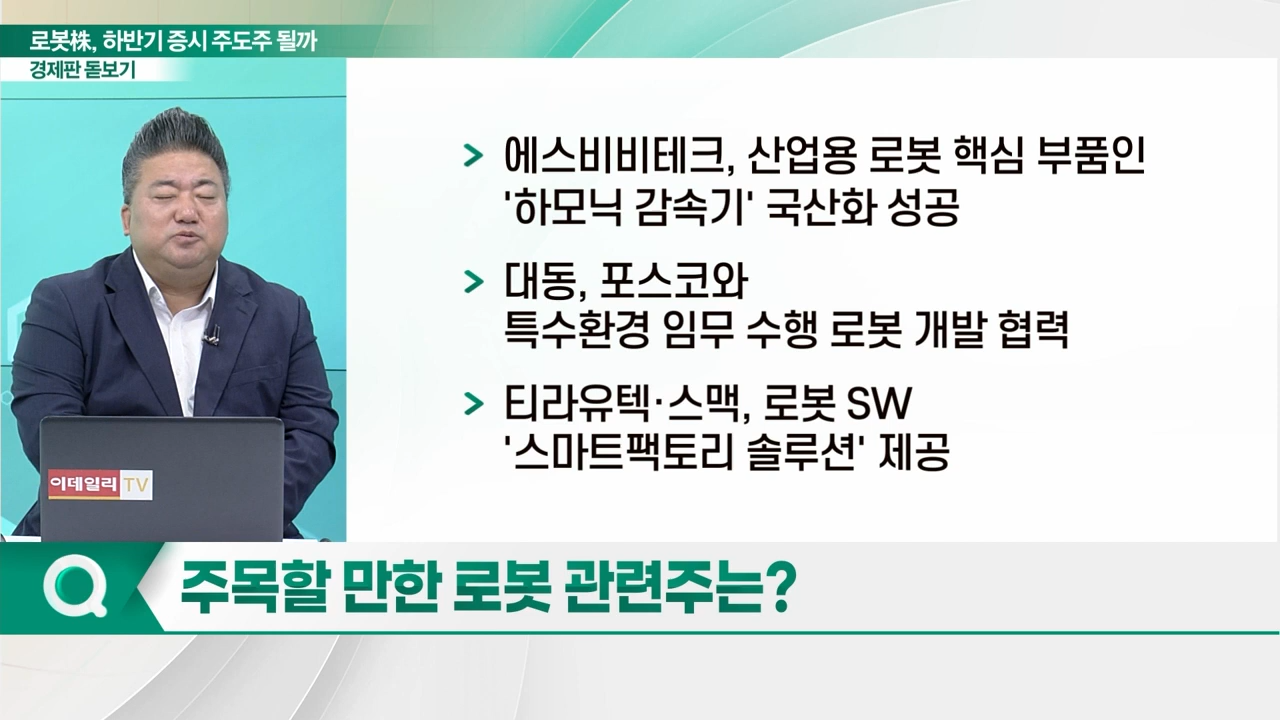 로봇株, 하반기 증시 주도주 될까
경제판 돋보기
> 에스비비테크, 산업용 로봇 핵심 부품인
'하모닉 감속기' 국산화 성공
> 대동, 포스코와
특수환경 임무 수행 로봇 개발 협력
> 티라유텍·스맥, 로봇 SW
'스마트팩토리 솔루션' 제공
이데일리TV
Q 주목할 만한 로봇 관련주는?